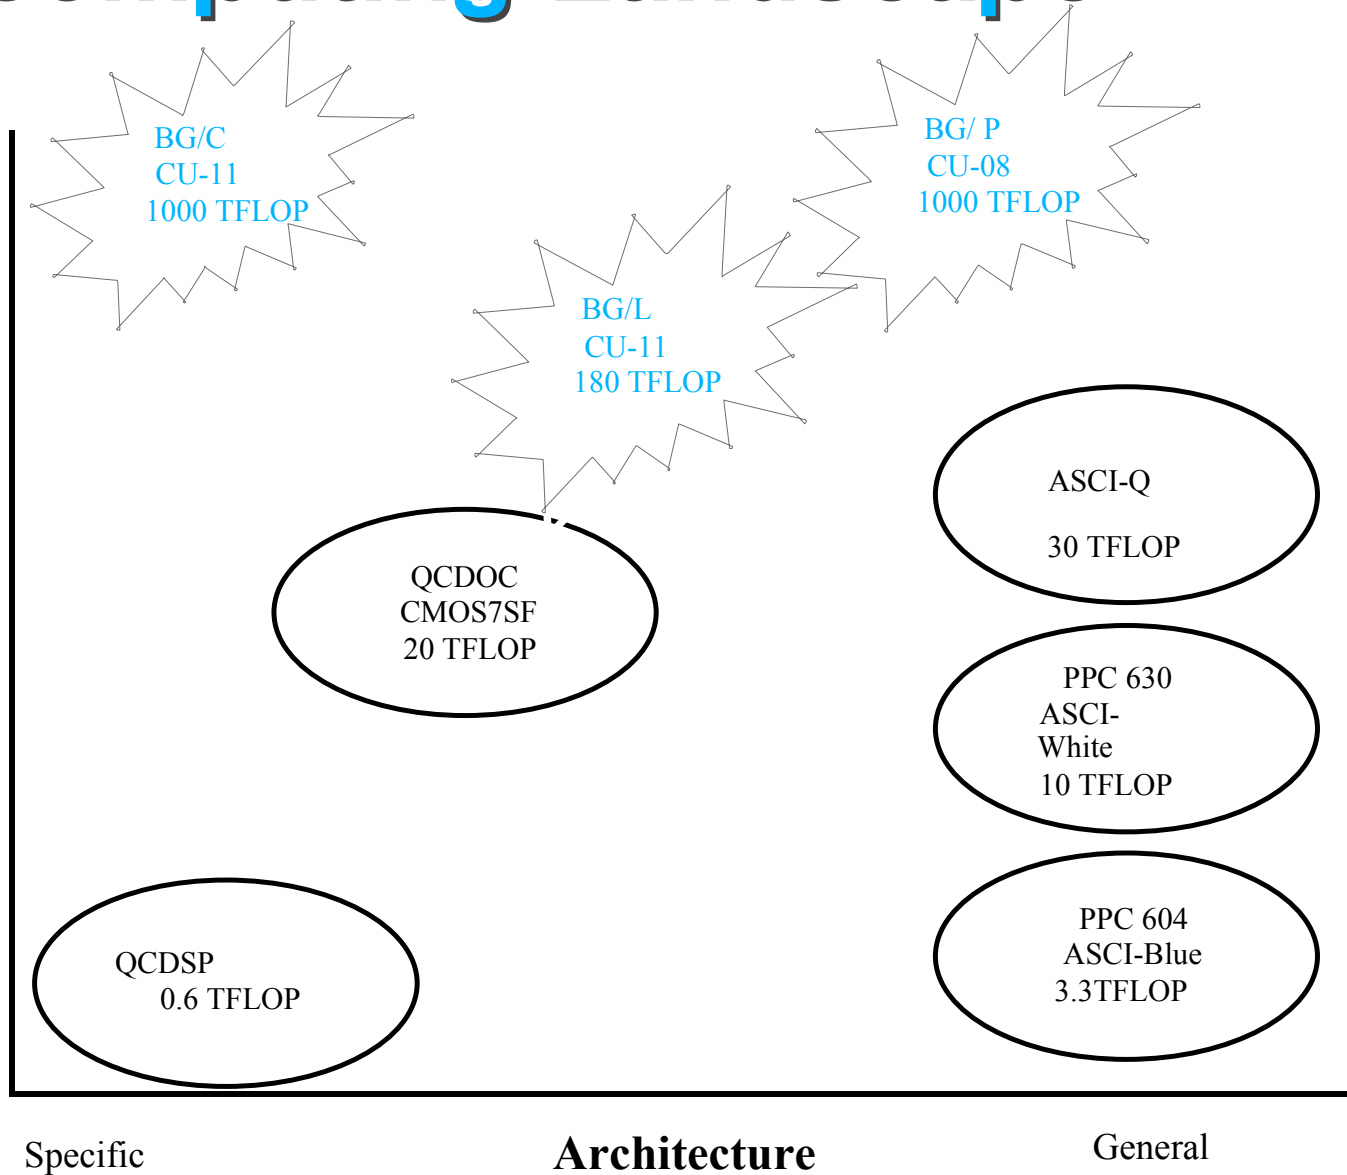 BG/C
CU-11
1000 TFLOP
BG/ P
CU-08
1000 TFLOP
BG/L
CU-11
180 TFLOP
ASCI-Q
30 TFLOP
QCDOC
CMOS7SF
20 TFLOP
PPC 630
ASCI-
White
10 TFLOP
PPC 604
ASCI-Blue
3.3TFLOP
QCDSP
0.6 TFLOP
Specific
Architecture
General